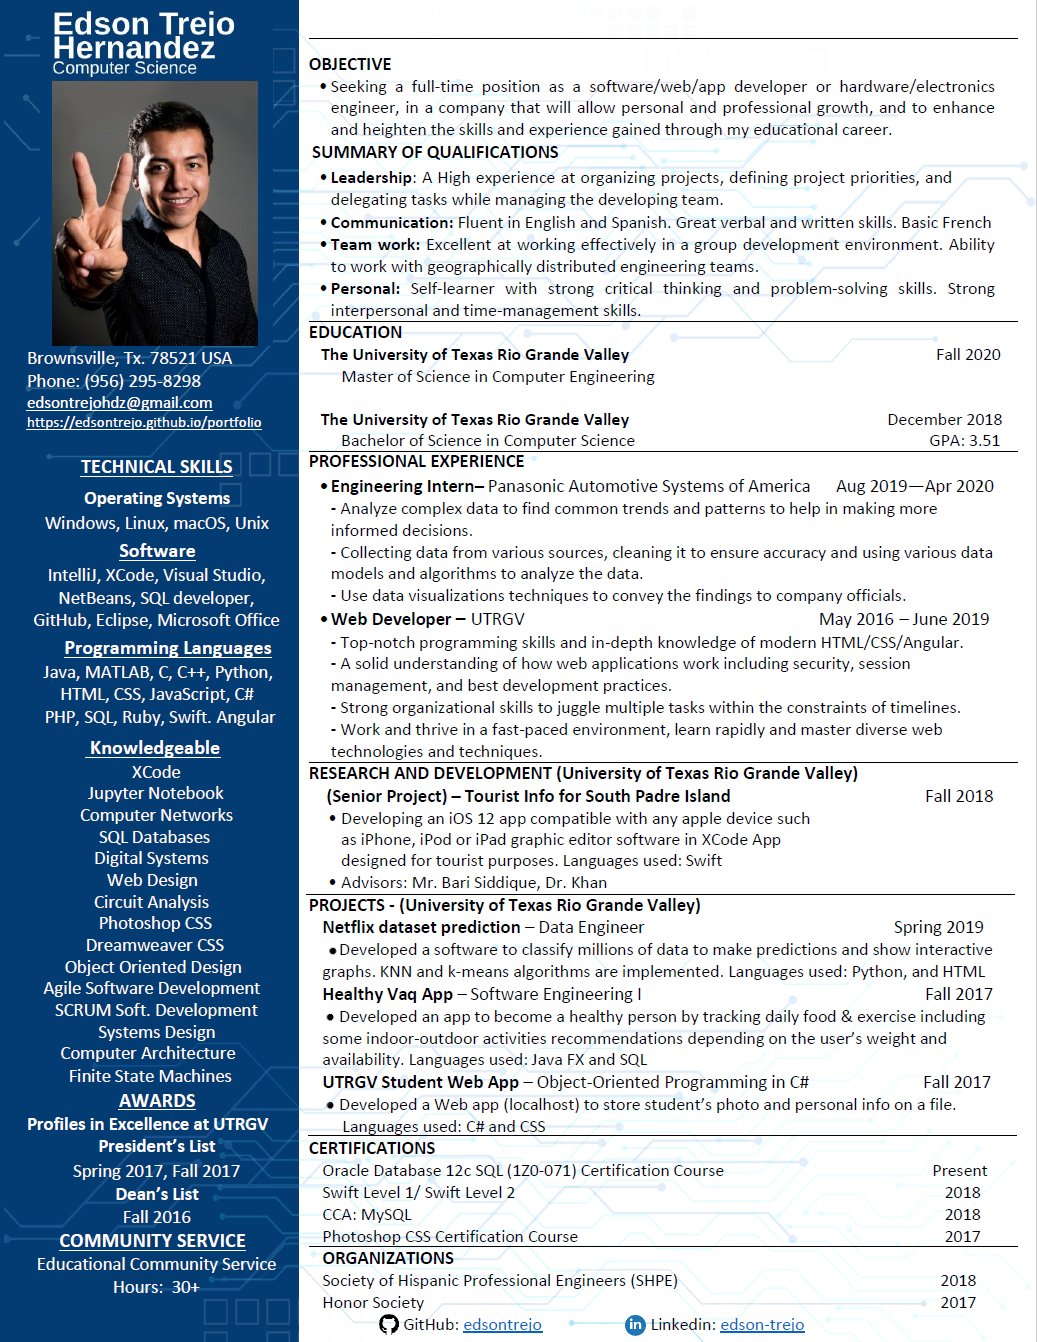 Edson Trejo
Hernandez
Computer Science
Brownsville, Tx. 78521 USA
Phone: (956) 295-8298
edsontrejohdz@gmail.com
https://edsontrejo.github.io/portfolio
TECHNICAL SKILLS
Operating Systems
Windows, Linux, macOS, Unix
Software
IntelliJ, XCode, Visual Studio,
NetBeans, SQL developer,
GitHub, Eclipse, Microsoft Office
Programming Languages
Java, MATLAB, C, C++, Python,
HTML, CSS, JavaScript, C#
PHP, SQL, Ruby, Swift. Angular
Knowledgeable
XCode
Jupyter Notebook
Computer Networks
SQL Databases
Digital Systems
Web Design
Circuit Analysis
Photoshop CSS
Dreamweaver CSS
Object Oriented Design
Agile Software Development
SCRUM Soft. Development
Systems Design
Computer Architecture
Finite State Machines
AWARDS
Profiles in Excellence at UTRGV
President's List
Spring 2017, Fall 2017
Dean's List
Fall 2016
COMMUNITY SERVICE
Educational Community Service
Hours: 30+
OBJECTIVE
• Seeking a full-time position as a software/web/app developer or hardware/electronics
engineer, in a company that will allow personal and professional growth, and to enhance
and heighten the skills and experience gained through my educational career.
SUMMARY OF QUALIFICATIONS
• Leadership: A High experience at organizing projects, defining project priorities, and
delegating tasks while managing the developing team.
• Communication: Fluent in English and Spanish. Great verbal and written skills. Basic French
• Team work: Excellent at working effectively in a group development environment. Ability
to work with geographically distributed engineering teams.
• Personal: Self-learner with strong critical thinking and problem-solving skills. Strong
interpersonal and time-management skills.
EDUCATION
The University of Texas Rio Grande Valley Fall 2020
Master of Science in Computer Engineering
The University of Texas Rio Grande Valley December 2018
Bachelor of Science in Computer Science GPA: 3.51
PROFESSIONAL EXPERIENCE
• Engineering Intern– Panasonic Automotive Systems of America Aug 2019—Apr 2020
- Analyze complex data to find common trends and patterns to help in making more
informed decisions.
- Collecting data from various sources, cleaning it to ensure accuracy and using various data
models and algorithms to analyze the data.
- Use data visualizations techniques to convey the findings to company officials.
• Web Developer – UTRGV May 2016 – June 2019
- Top-notch programming skills and in-depth knowledge of modern HTML/CSS/Angular.
- A solid understanding of how web applications work including security, session
management, and best development practices.
- Strong organizational skills to juggle multiple tasks within the constraints of timelines.
- Work and thrive in a fast-paced environment, learn rapidly and master diverse web
technologies and techniques.
RESEARCH AND DEVELOPMENT (University of Texas Rio Grande Valley)
(Senior Project) – Tourist Info for South Padre Island Fall 2018
• Developing an iOS 12 app compatible with any apple device such
as iPhone, iPod or iPad graphic editor software in XCode App
designed for tourist purposes. Languages used: Swift
• Advisors: Mr. Bari Siddique, Dr. Khan
PROJECTS - (University of Texas Rio Grande Valley)
Netflix dataset prediction – Data Engineer Spring 2019
• Developed a software to classify millions of data to make predictions and show interactive
graphs. KNN and k-means algorithms are implemented. Languages used: Python, and HTML
Healthy Vaq App – Software Engineering I Fall 2017
• Developed an app to become a healthy person by tracking daily food & exercise including
some indoor-outdoor activities recommendations depending on the user's weight and
availability. Languages used: Java FX and SQL
UTRGV Student Web App – Object-Oriented Programming in C# Fall 2017
• Developed a Web app (localhost) to store student's photo and personal info on a file.
Languages used: C# and CSS
CERTIFICATIONS
Oracle Database 12c SQL (1Z0-071) Certification Course Present
Swift Level 1/ Swift Level 2 2018
CCA: MySQL 2018
Photoshop CSS Certification Course 2017
ORGANIZATIONS
Society of Hispanic Professional Engineers (SHPE) 2018
Honor Society 2017
GitHub: edsontrejo in Linkedin: edson-trejo